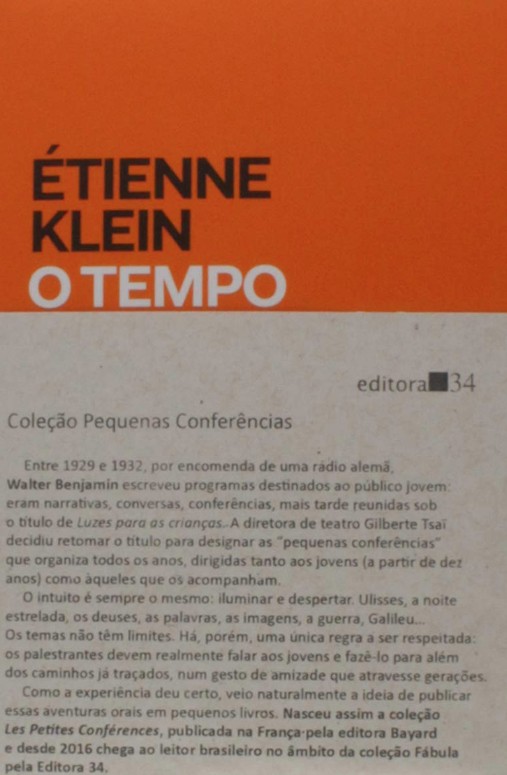 ÉTIENNE
KLEIN
O TEMPO
editora 34
Coleção Pequenas Conferências
Entre 1929 e 1932, por encomenda de uma rádio alemã,
Walter Benjamin escreveu programas destinados ao público jovem:
eram narrativas, conversas, conferências, mais tarde reunidas sob
o título de Luzes para as crianças. A diretora de teatro Gilberte Tsaï
decidiu retomar o título para designar as "pequenas conferências"
que organiza todos os anos, dirigidas tanto aos jovens (a partir de dez
anos) como àqueles que os acompanham.
O intuito é sempre o mesmo: iluminar e despertar. Ulisses, a noite
estrelada, os deuses, as palavras, as imagens, a guerra, Galileu...
Os temas não têm limites. Há, porém, uma única regra a ser respeitada:
os palestrantes devem realmente falar aos jovens e fazê-lo para além
dos caminhos já traçados, num gesto de amizade que atravesse gerações.
Como a experiência deu certo, veio naturalmente a ideia de publicar
essas aventuras orais em pequenos livros. Nasceu assim a coleção
Les Petites Conférences, publicada na França pela editora Bayard
e desde 2016 chega ao leitor brasileiro no âmbito da coleção Fábula
pela Editora 34.